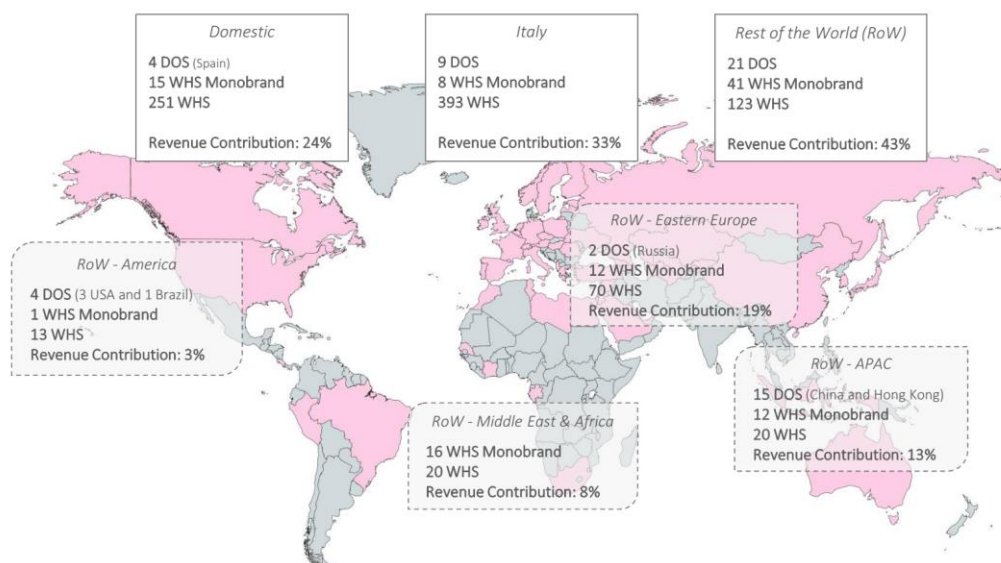 Domestic
4 DOS (Spain)
15 WHS Monobrand
251 WHS
Revenue Contribution: 24%
Italy
9 DOS
8 WHS Monobrand
393 WHS
Revenue Contribution: 33%
Rest of the World (RoW)
21 DOS
41 WHS Monobrand
123 WHS
Revenue Contribution: 43%
RoW - America
4 DOS (3 USA and 1 Brazil)
1 WHS Monobrand
13 WHS
Revenue Contribution: 3%
RoW - Eastern Europe
2 DOS (Russia)
12 WHS Monobrand
70 WHS
Revenue Contribution: 19%
RoW - Middle East & Africa
16 WHS Monobrand
20 WHS
Revenue Contribution: 8%
RoW - APAC
15 DOS (China and Hong Kong)
12 WHS Monobrand
20 WHS
Revenue Contribution: 13%